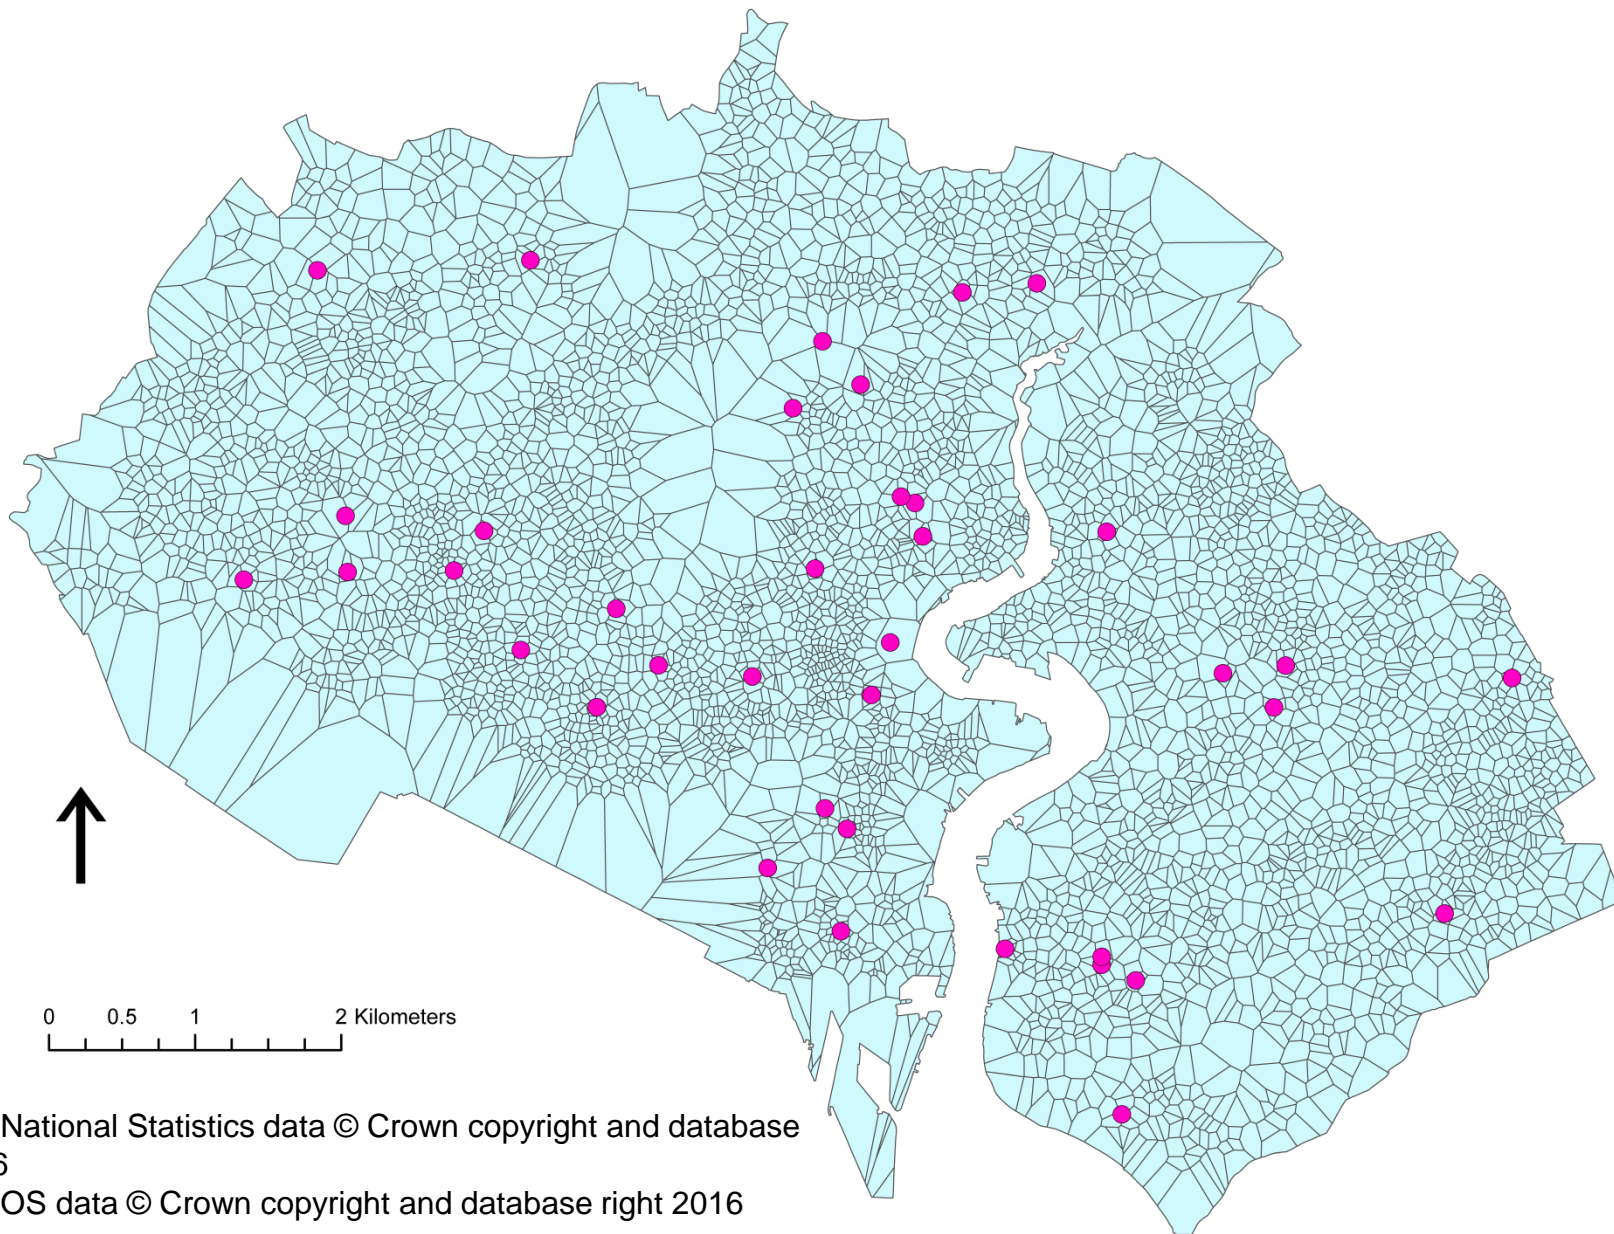 0 0.5 1 2 Kilometers
National Statistics data © Crown copyright and database
6
OS data © Crown copyright and database right 2016